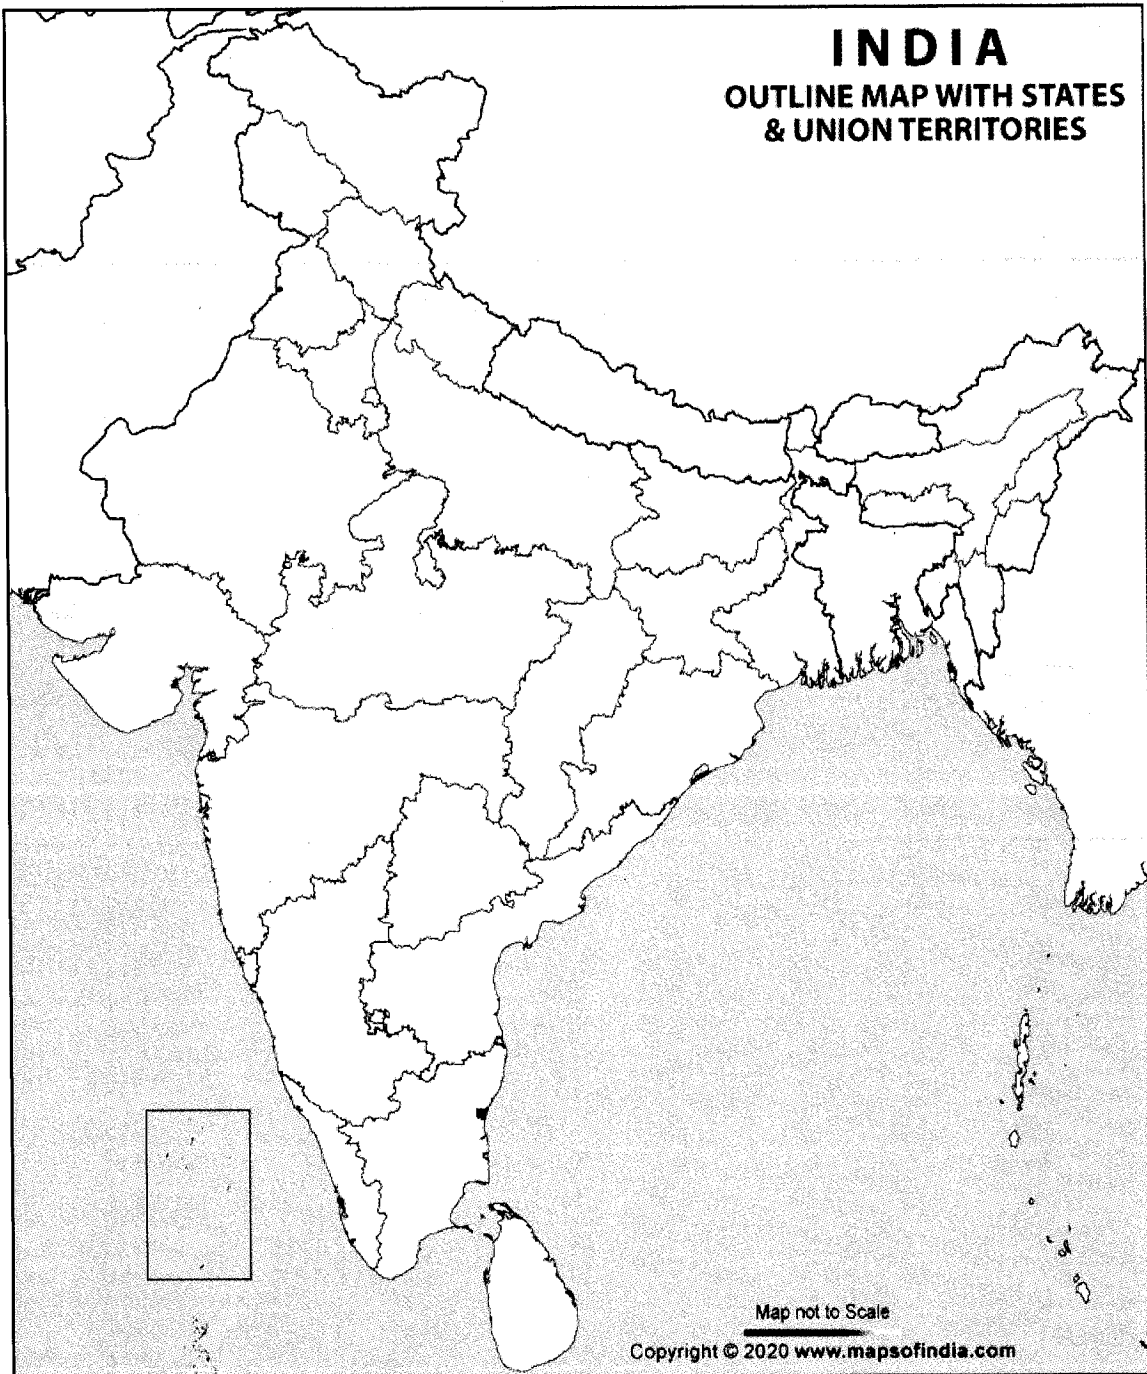 INDIA
OUTLINE MAP WITH STATES
& UNION TERRITORIES
Map not to Scale
Copyright © 2020 www.mapsofindia.com